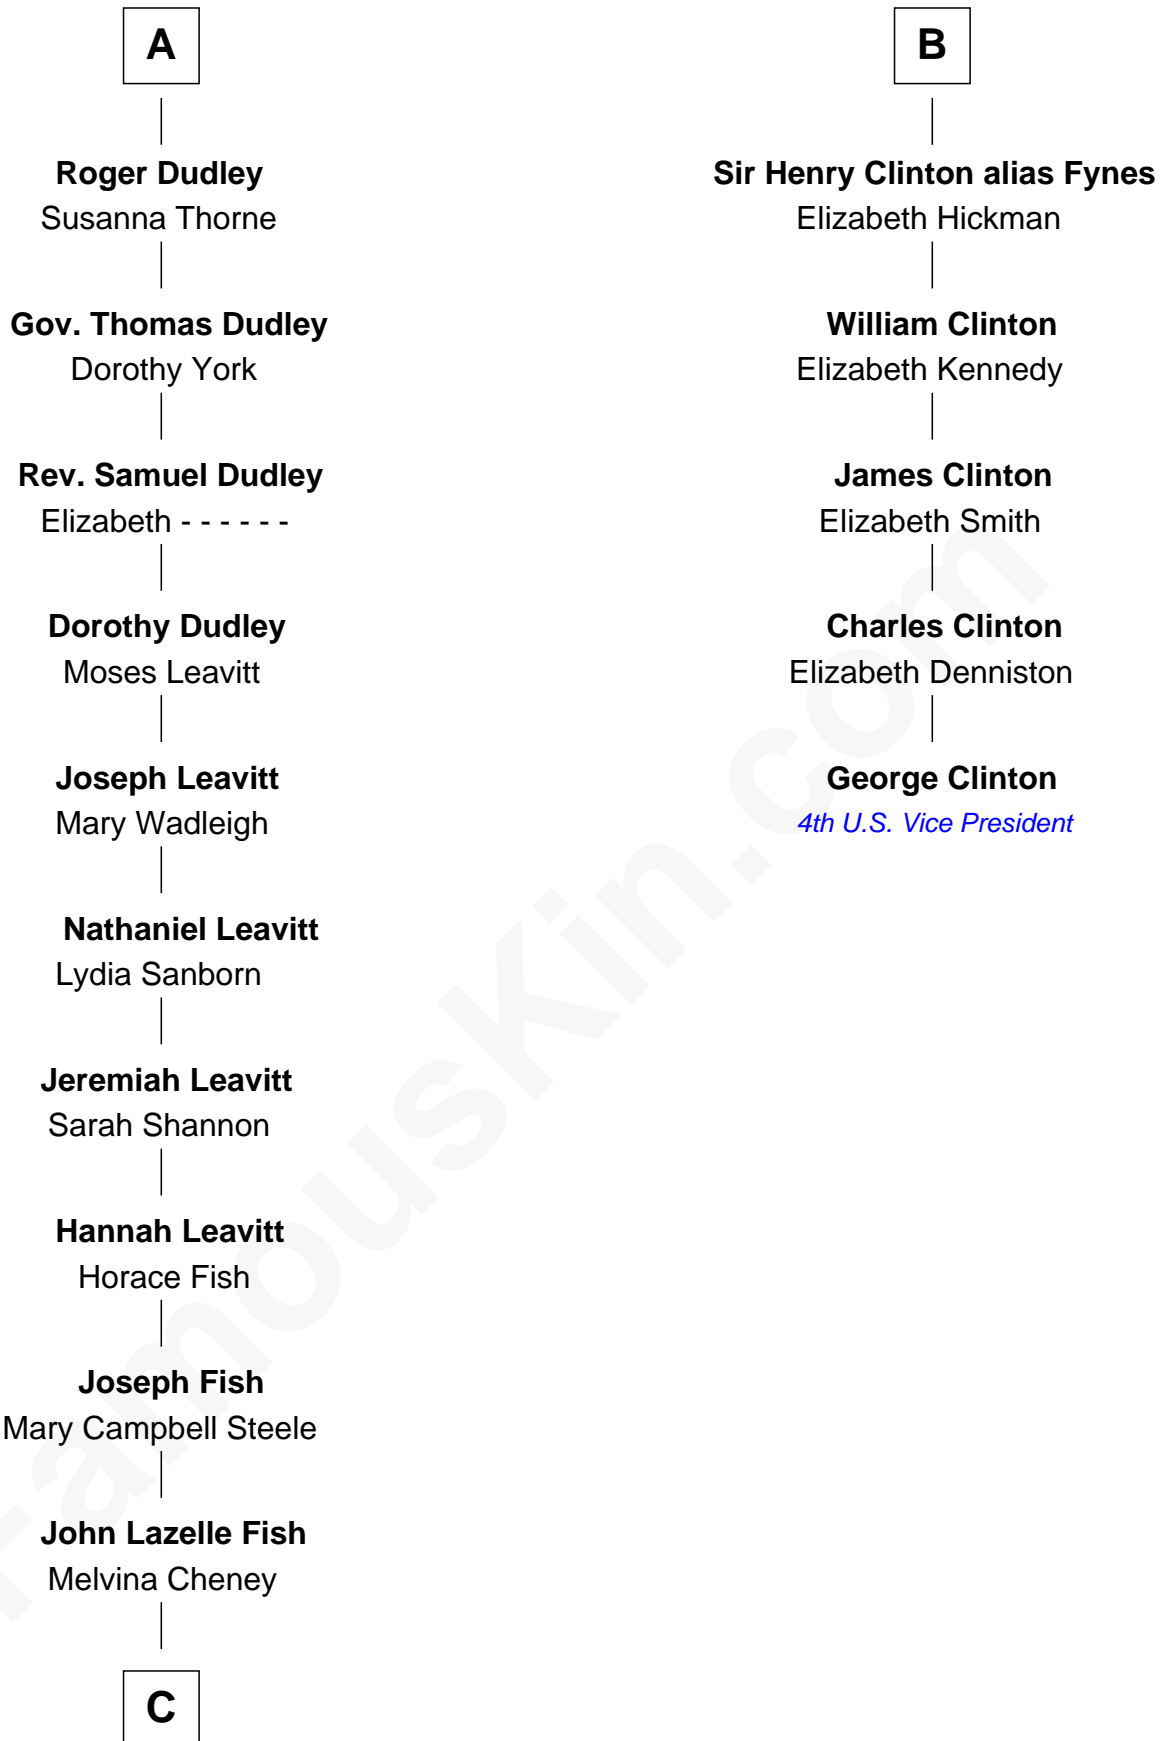 A
Roger Dudley
Susanna Thorne
Gov. Thomas Dudley
Dorothy York
Rev. Samuel Dudley
Elizabeth - - - - - -
Dorothy Dudley
Moses Leavitt
Joseph Leavitt
Mary Wadleigh
Nathaniel Leavitt
Lydia Sanborn
Jeremiah Leavitt
Sarah Shannon
Hannah Leavitt
Horace Fish
Joseph Fish
Mary Campbell Steele
John Lazelle Fish
Melvina Cheney
C
B
Sir Henry Clinton alias Fynes
Elizabeth Hickman
William Clinton
Elizabeth Kennedy
James Clinton
Elizabeth Smith
Charles Clinton
Elizabeth Denniston
George Clinton
4th U.S. Vice President
FamousKin.com